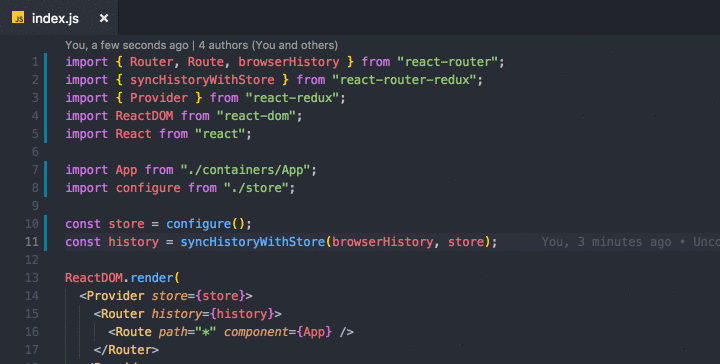 JS index.js ×
You, a few seconds ago | 4 authors (You and others)
1 import { Router, Route, browserHistory } from "react-router";
2 import { syncHistoryWithStore } from "react-router-redux";
3 import { Provider } from "react-redux";
4 import ReactDOM from "react-dom";
5 import React from "react";
6
7 import App from "./containers/App";
8 import configure from "./store";
9
10 const store = configure();
11 const history = syncHistoryWithStore(browserHistory, store); You, 3 minutes ago • Unco
12
13 ReactDOM.render(
14 <Provider store={store}>
15 <Router history={history}>
16 <Route path="*" component={App} />
17 </Router>